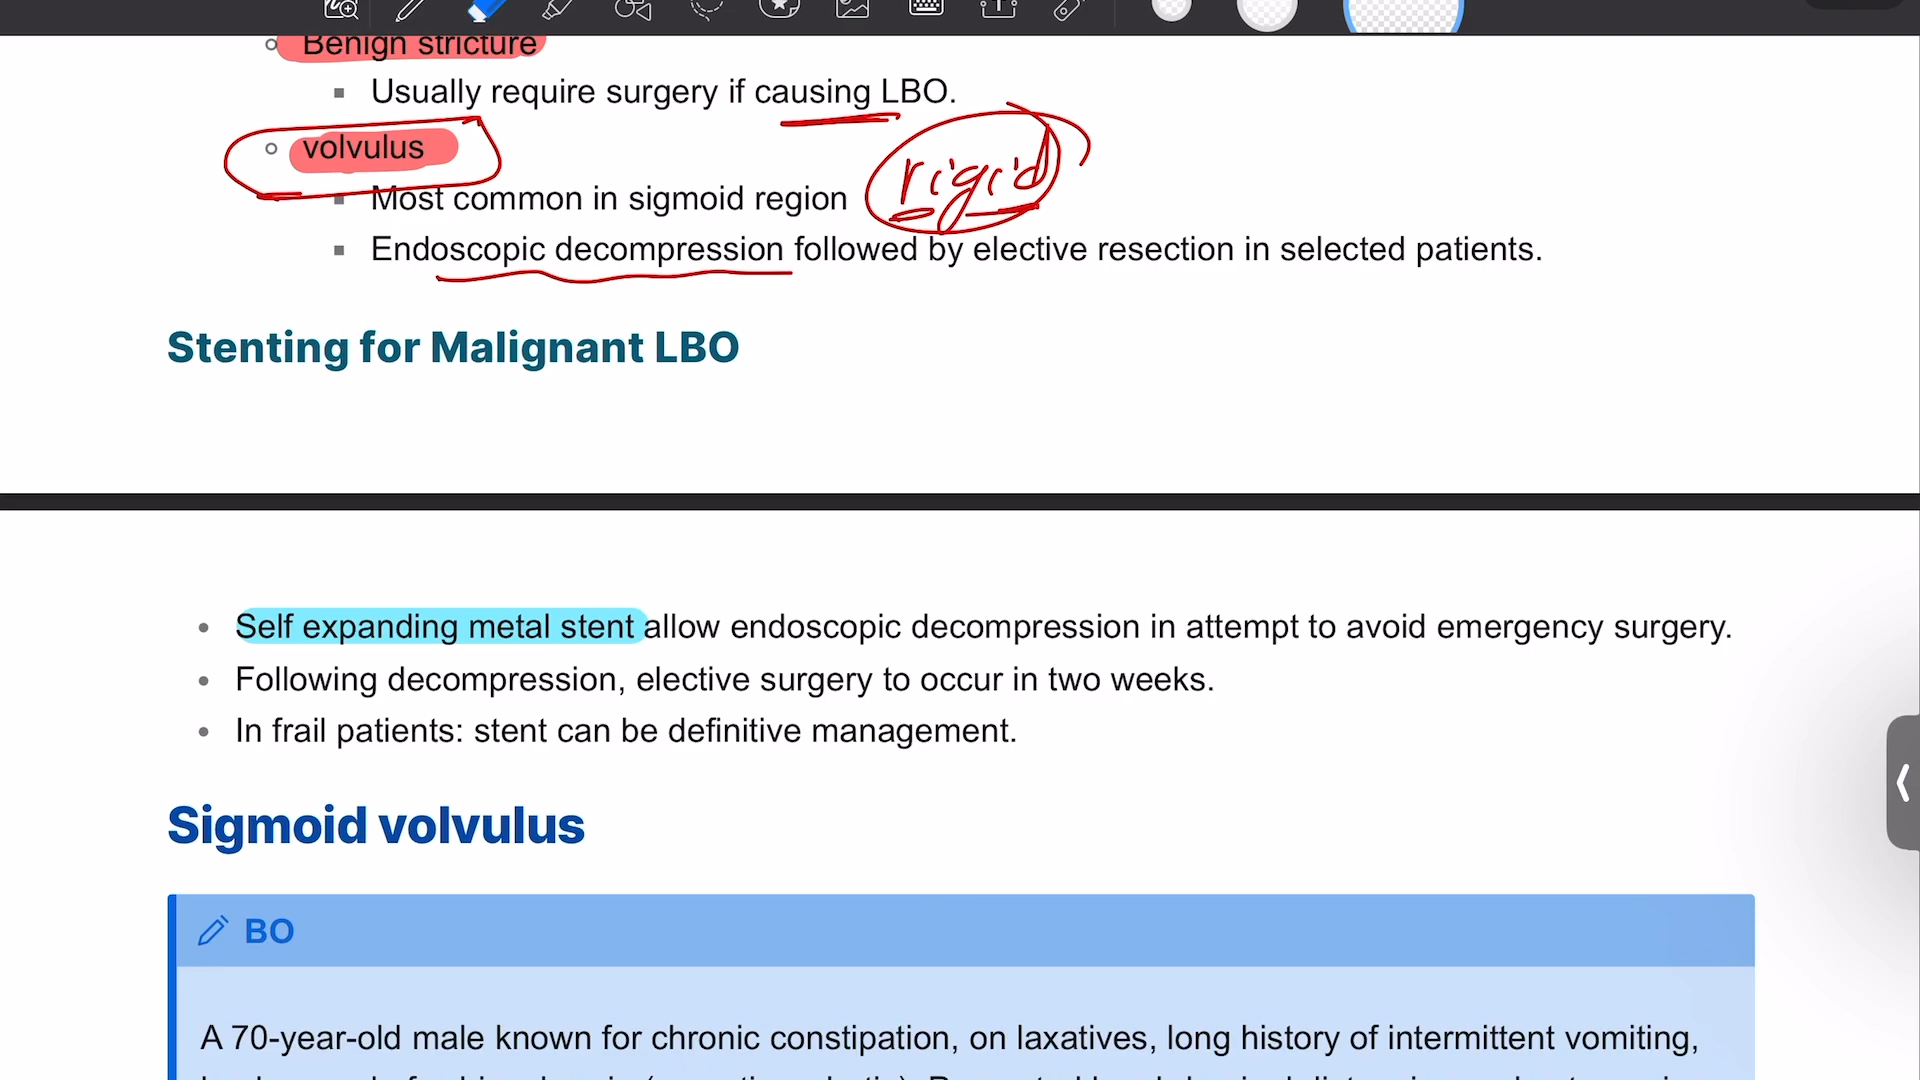 Benign stricture
Usually require surgery if causing LBO.
volvulus
rigid
Most common in sigmoid region
Endoscopic decompression followed by elective resection in selected patients.
Stenting for Malignant LBO
Self expanding metal stent allow endoscopic decompression in attempt to avoid emergency surgery.
Following decompression, elective surgery to occur in two weeks.
In frail patients: stent can be definitive management.
Sigmoid volvulus
BO
A 70-year-old male known for chronic constipation, on laxatives, long history of intermittent vomiting,